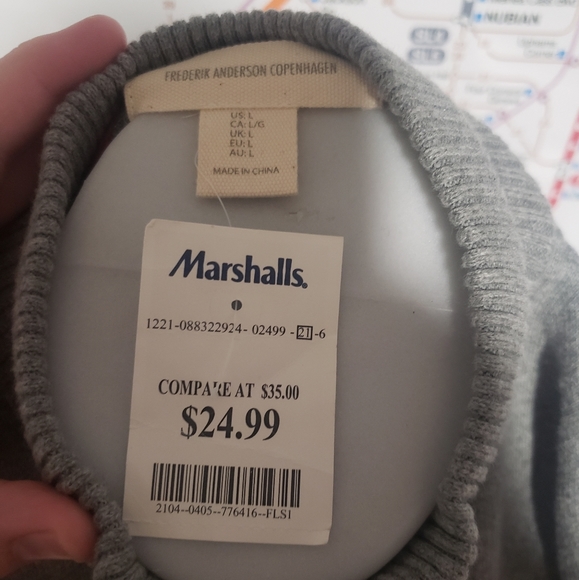 NUBIAN
FREDERIK ANDERSON COPENHAGEN
US: L
CA: L/G
UK: L
EU: L
AU: L
MADE IN CHINA
Marshalls.
1221-088322924- 02499 -21-6
COMPARE AT $35.00
$24.99
2104--0405--776416--FLS1